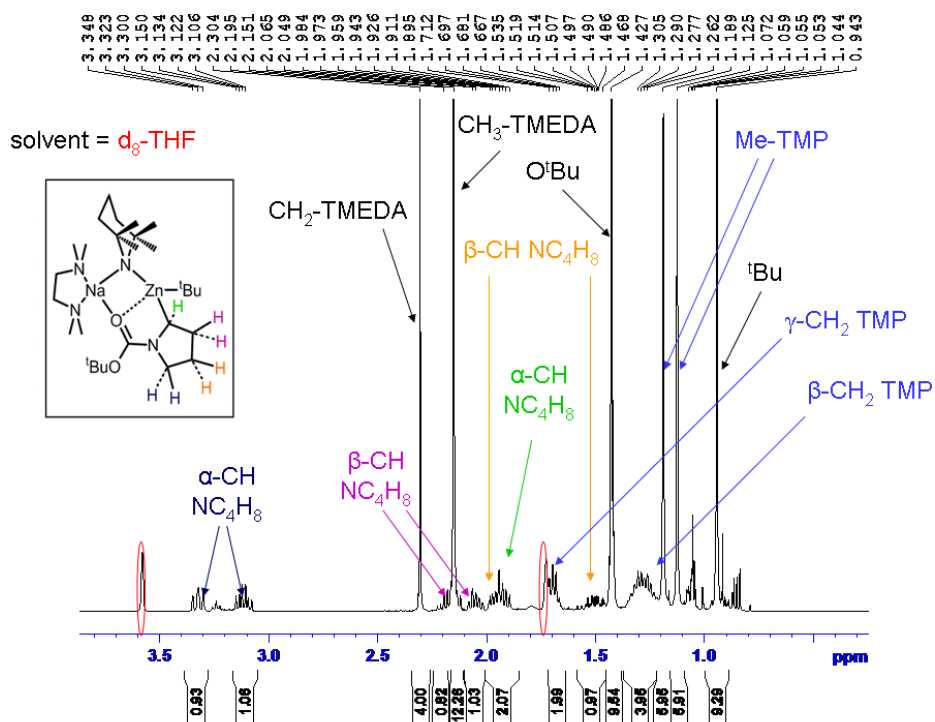 3.348
3.323
3.300
3.150
3.134
3.122
3.106
2.304
2.195
2.151
2.065
2.049
1.984
1.973
1.959
1.943
1.926
1.911
1.895
1.712
1.697
1.681
1.667
1.535
1.519
1.514
1.507
1.490
1.486
1.468
1.427
1.305
1.290
1.277
1.262
1.189
1.125
1.072
1.059
1.055
1.053
1.044
0.943
solvent = d₈-THF
CH₃-TMEDA
OᵗBu
Me-TMP
CH₂-TMEDA
β-CH NC₄H₈
ᵗBu
γ-CH₂ TMP
α-CH
NC₄H₈
β-CH₂ TMP
β-CH
NC₄H₈
α-CH
NC₄H₈
N
N
Na
N
Zn
ᵗBu
H
O
H
H
N
ᵗBuO
H
H
H
H
3.5 3.0 2.5 2.0 1.5 1.0 ppm
0.93
1.06
4.00
0.82
12.26
1.03
2.07
1.99
0.97
9.54
3.95
5.95
5.91
9.29